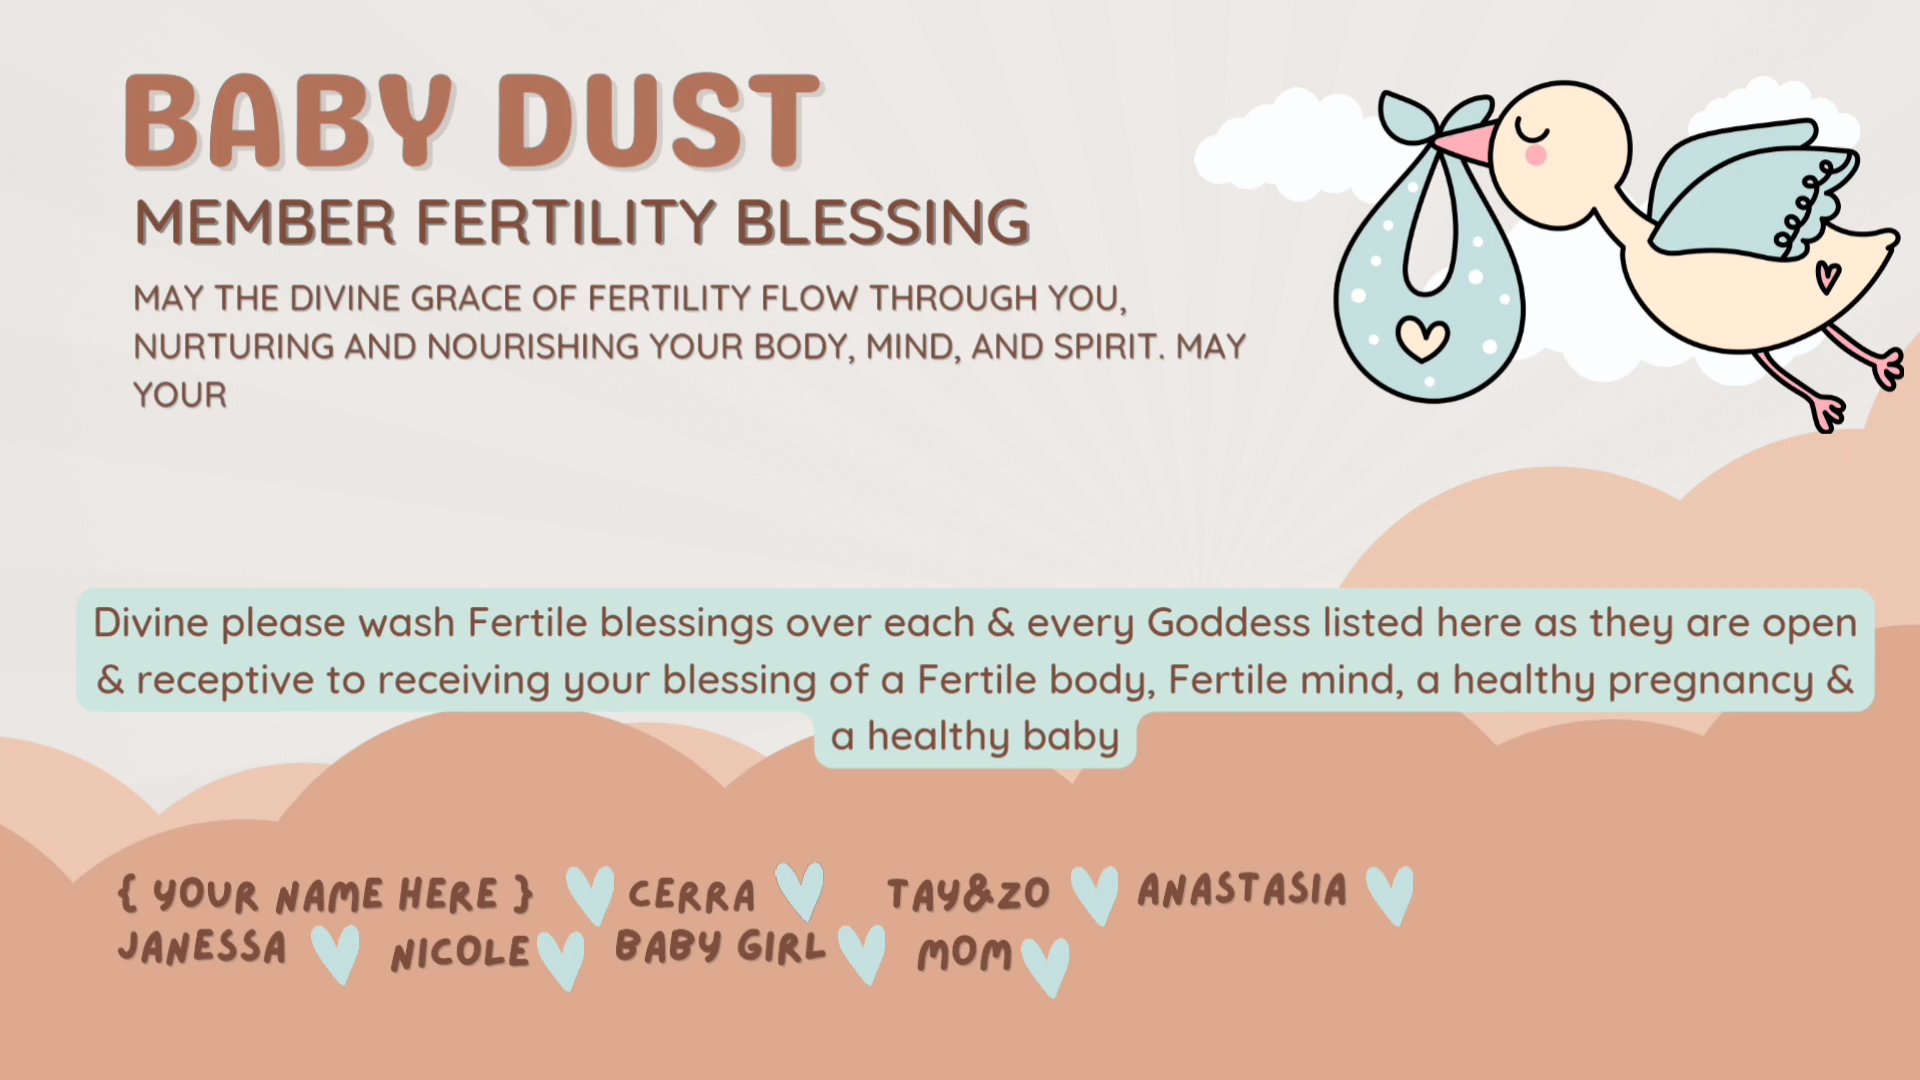 BABY DUST
MEMBER FERTILITY BLESSING
MAY THE DIVINE GRACE OF FERTILITY FLOW THROUGH YOU,
NURTURING AND NOURISHING YOUR BODY, MIND, AND SPIRIT. MAY
YOUR
Divine please wash Fertile blessings over each & every Goddess listed here as they are open
& receptive to receiving your blessing of a Fertile body, Fertile mind, a healthy pregnancy &
a healthy baby
{ YOUR NAME HERE } CERRA TAY&ZO ANASTASIA
JANESSA NICOLE BABY GIRL MOM